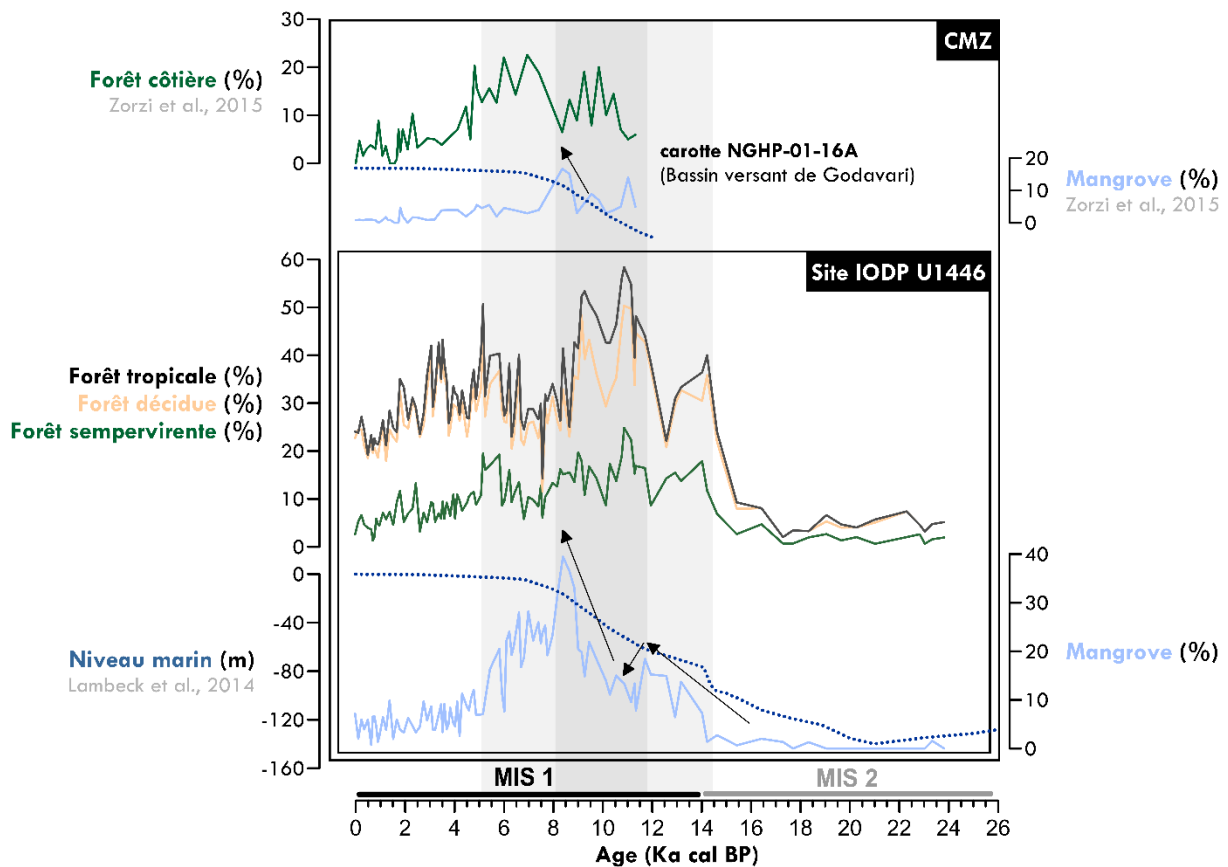 CMZ
30
20
10
0
Forêt côtière (%)
Zorzi et al., 2015
carotte NGHP-01-16A
(Bassin versant de Godavari)
20
10
0
Mangrove (%)
Zorzi et al., 2015
Site IODP U1446
60
50
40
30
20
10
0
Forêt tropicale (%)
Forêt décidue (%)
Forêt sempervirente (%)
0
-40
-80
-120
-160
Niveau marin (m)
Lambeck et al., 2014
40
30
20
10
0
Mangrove (%)
MIS 1
MIS 2
0 2 4 6 8 10 12 14 16 18 20 22 24 26
Age (Ka cal BP)